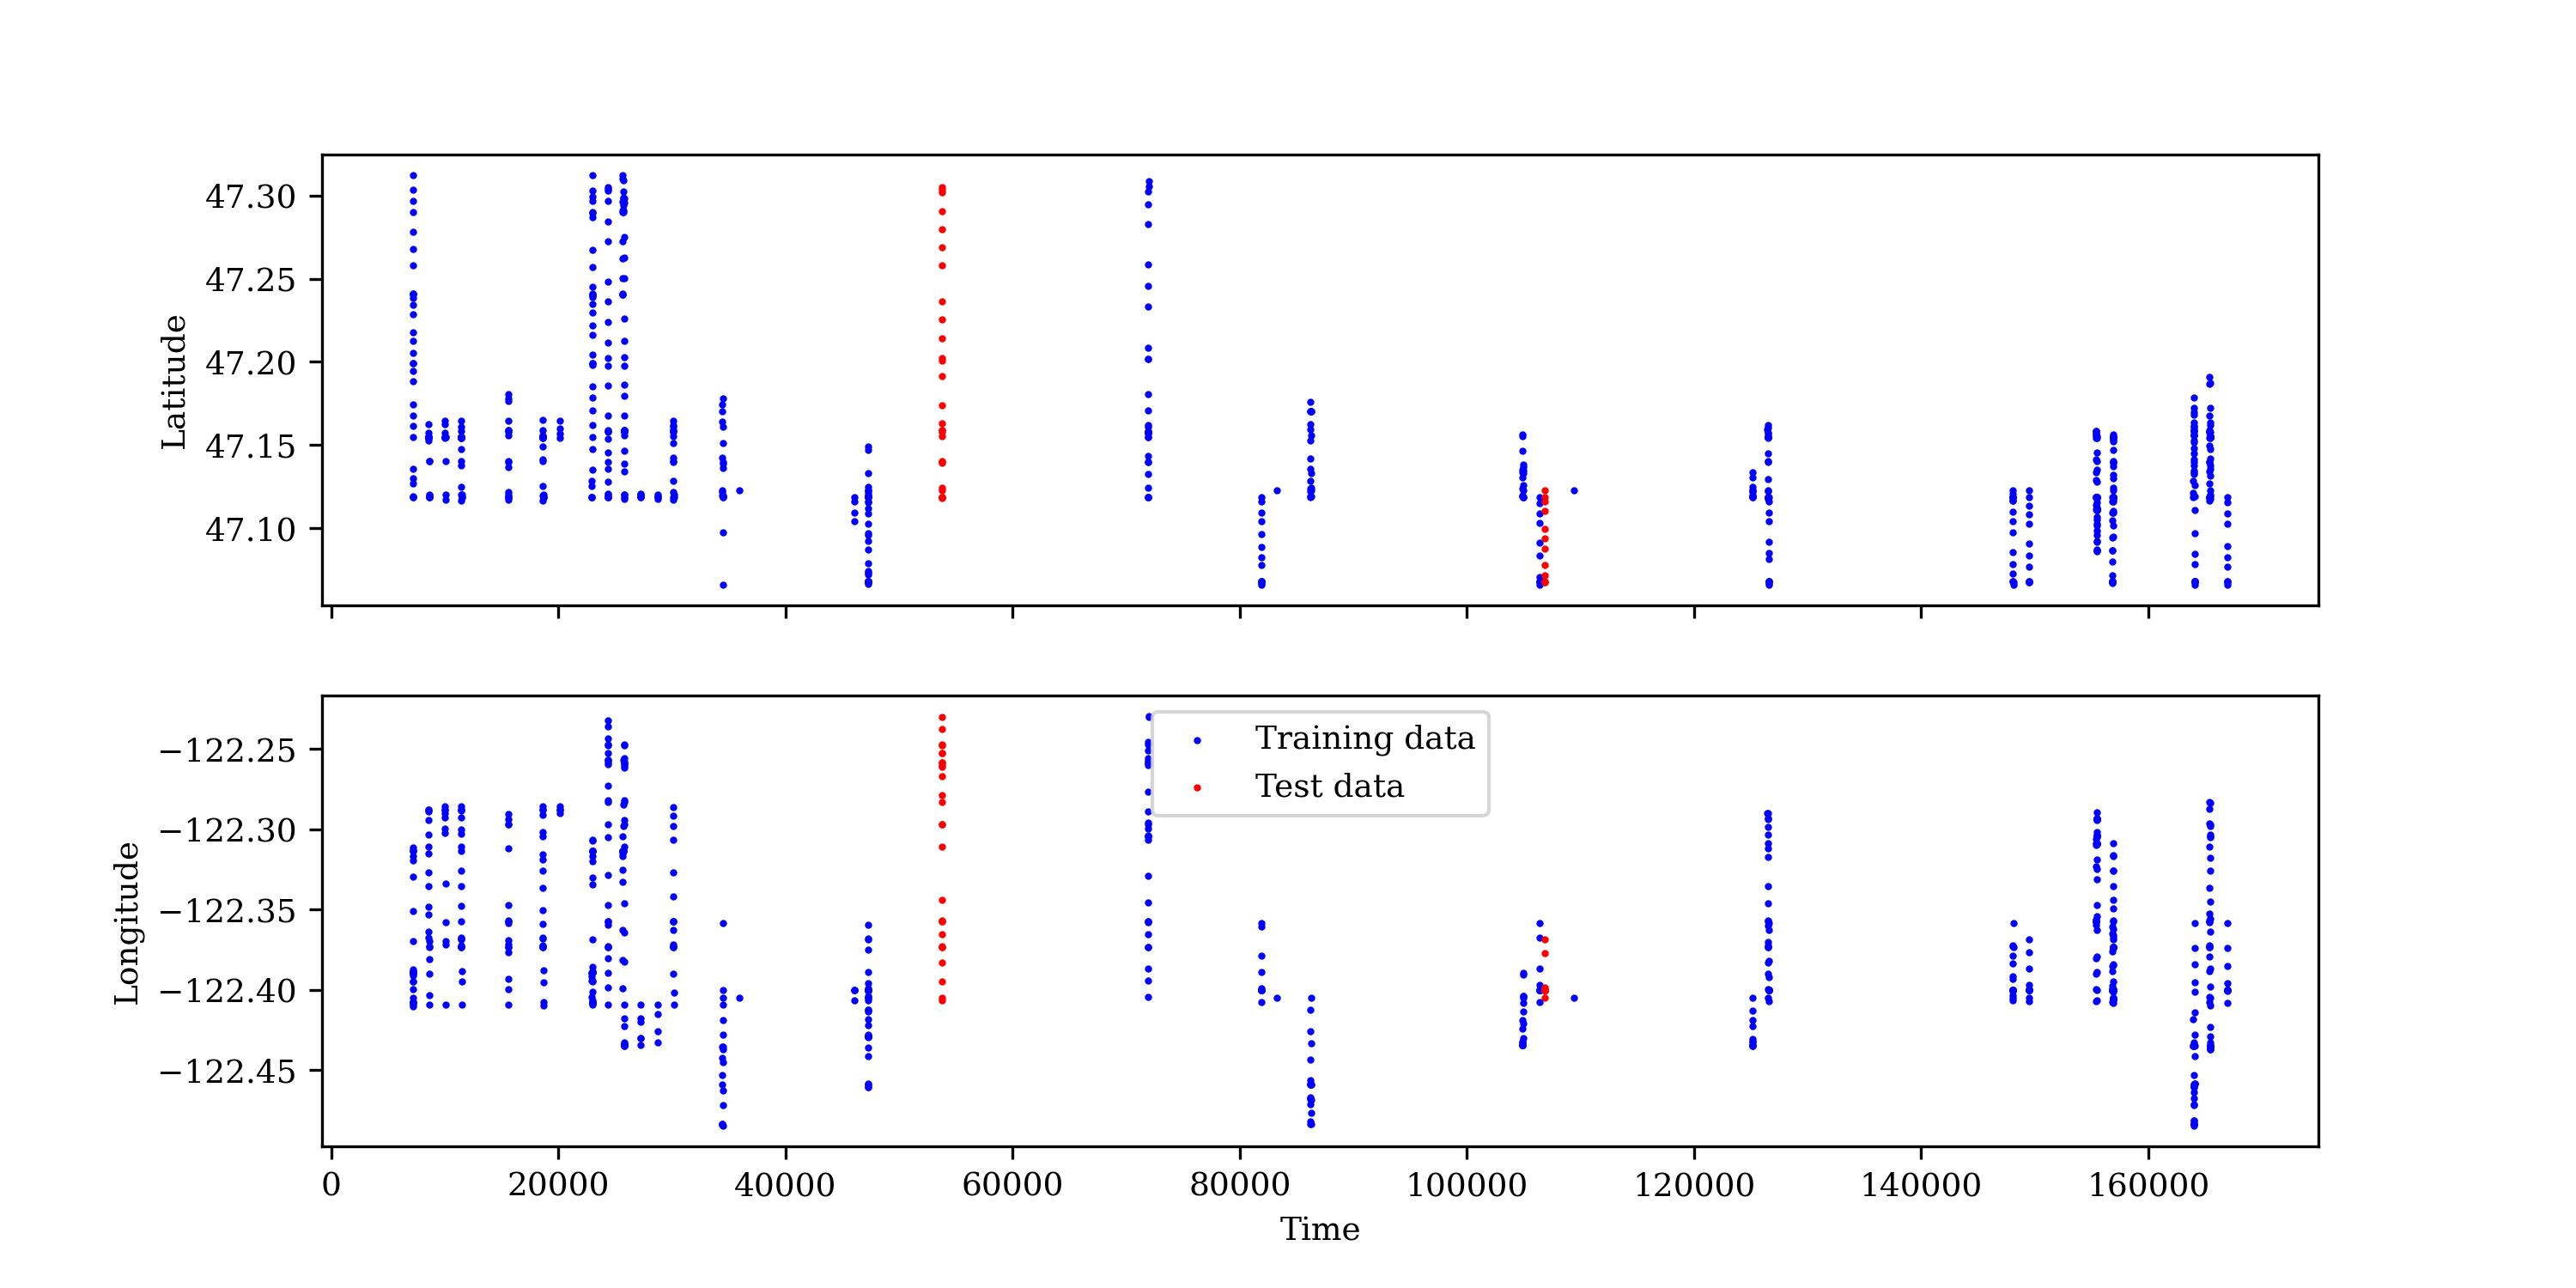 47.30
47.25
47.20
47.15
47.10
Latitude
Training data
Test data
−122.25
−122.30
−122.35
−122.40
−122.45
Longitude
0 20000 40000 60000 80000 100000 120000 140000 160000
Time